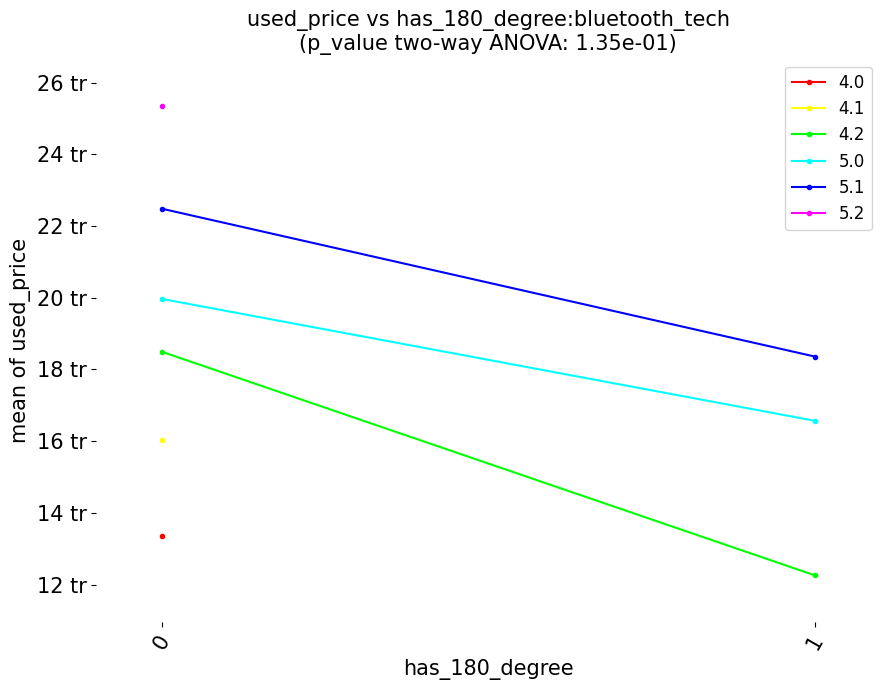 used_price vs has_180_degree:bluetooth_tech
(p_value two-way ANOVA: 1.35e-01)
26 tr
24 tr
22 tr
20 tr
18 tr
16 tr
14 tr
12 tr
mean of used_price
4.0
4.1
4.2
5.0
5.1
5.2
0
1
has_180_degree